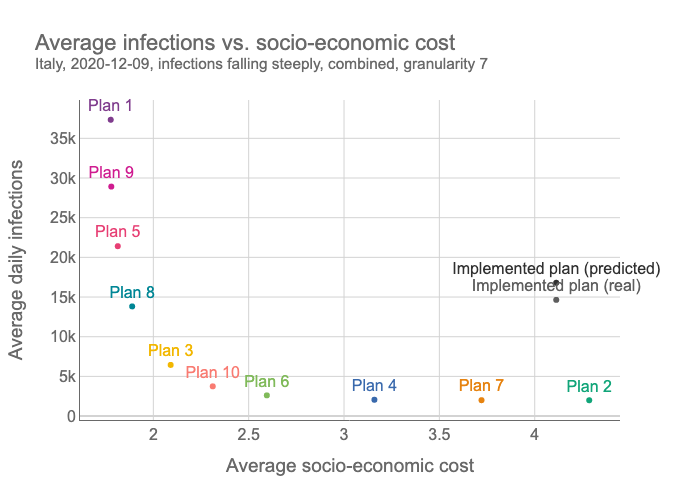 Average infections vs. socio-economic cost
Italy, 2020-12-09, infections falling steeply, combined, granularity 7
Plan 1
35k
Plan 9
30k
25k
Plan 5
20k
Implemented plan (predicted)
Implemented plan (real)
Plan 8
15k
10k
Plan 3
Plan 10
Plan 6
5k
Plan 4
Plan 7
Plan 2
0
2
2.5
3
3.5
4
Average daily infections
Average socio-economic cost